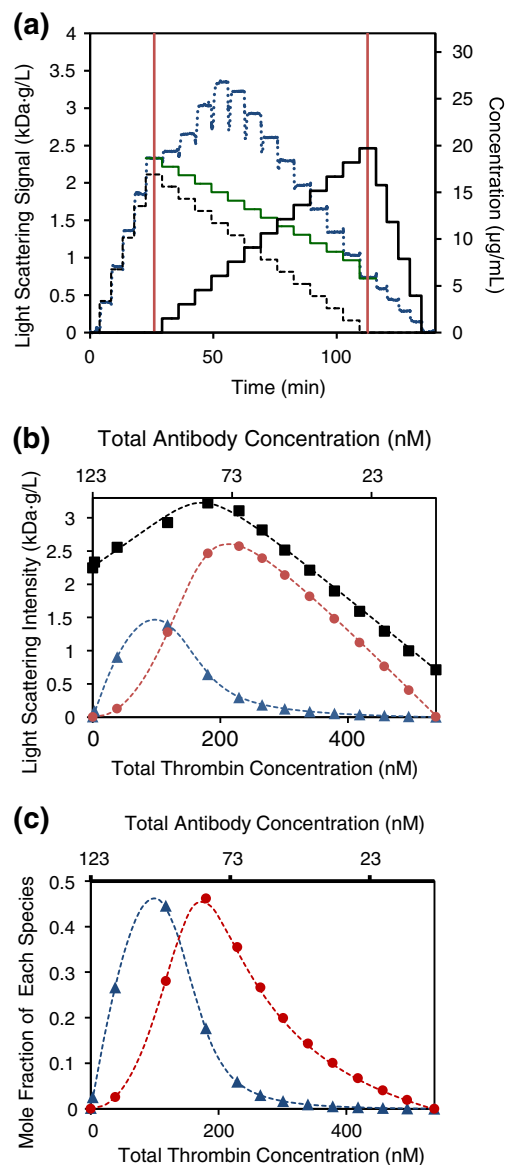 (a)
4
3.5
3
2.5
2
1.5
1
0.5
0
Light Scattering Signal (kDa·g/L)
30
25
20
15
10
5
0
Concentration (µg/mL)
0 50 100
Time (min)
(b)
Total Antibody Concentration (nM)
123 73 23
3
2.5
2
1.5
1
0.5
0
Light Scattering Intensity (kDa·g/L)
0 200 400
Total Thrombin Concentration (nM)
(c)
Total Antibody Concentration (nM)
123 73 23
0.5
0.4
0.3
0.2
0.1
0
Mole Fraction of Each Species
0 200 400
Total Thrombin Concentration (nM)